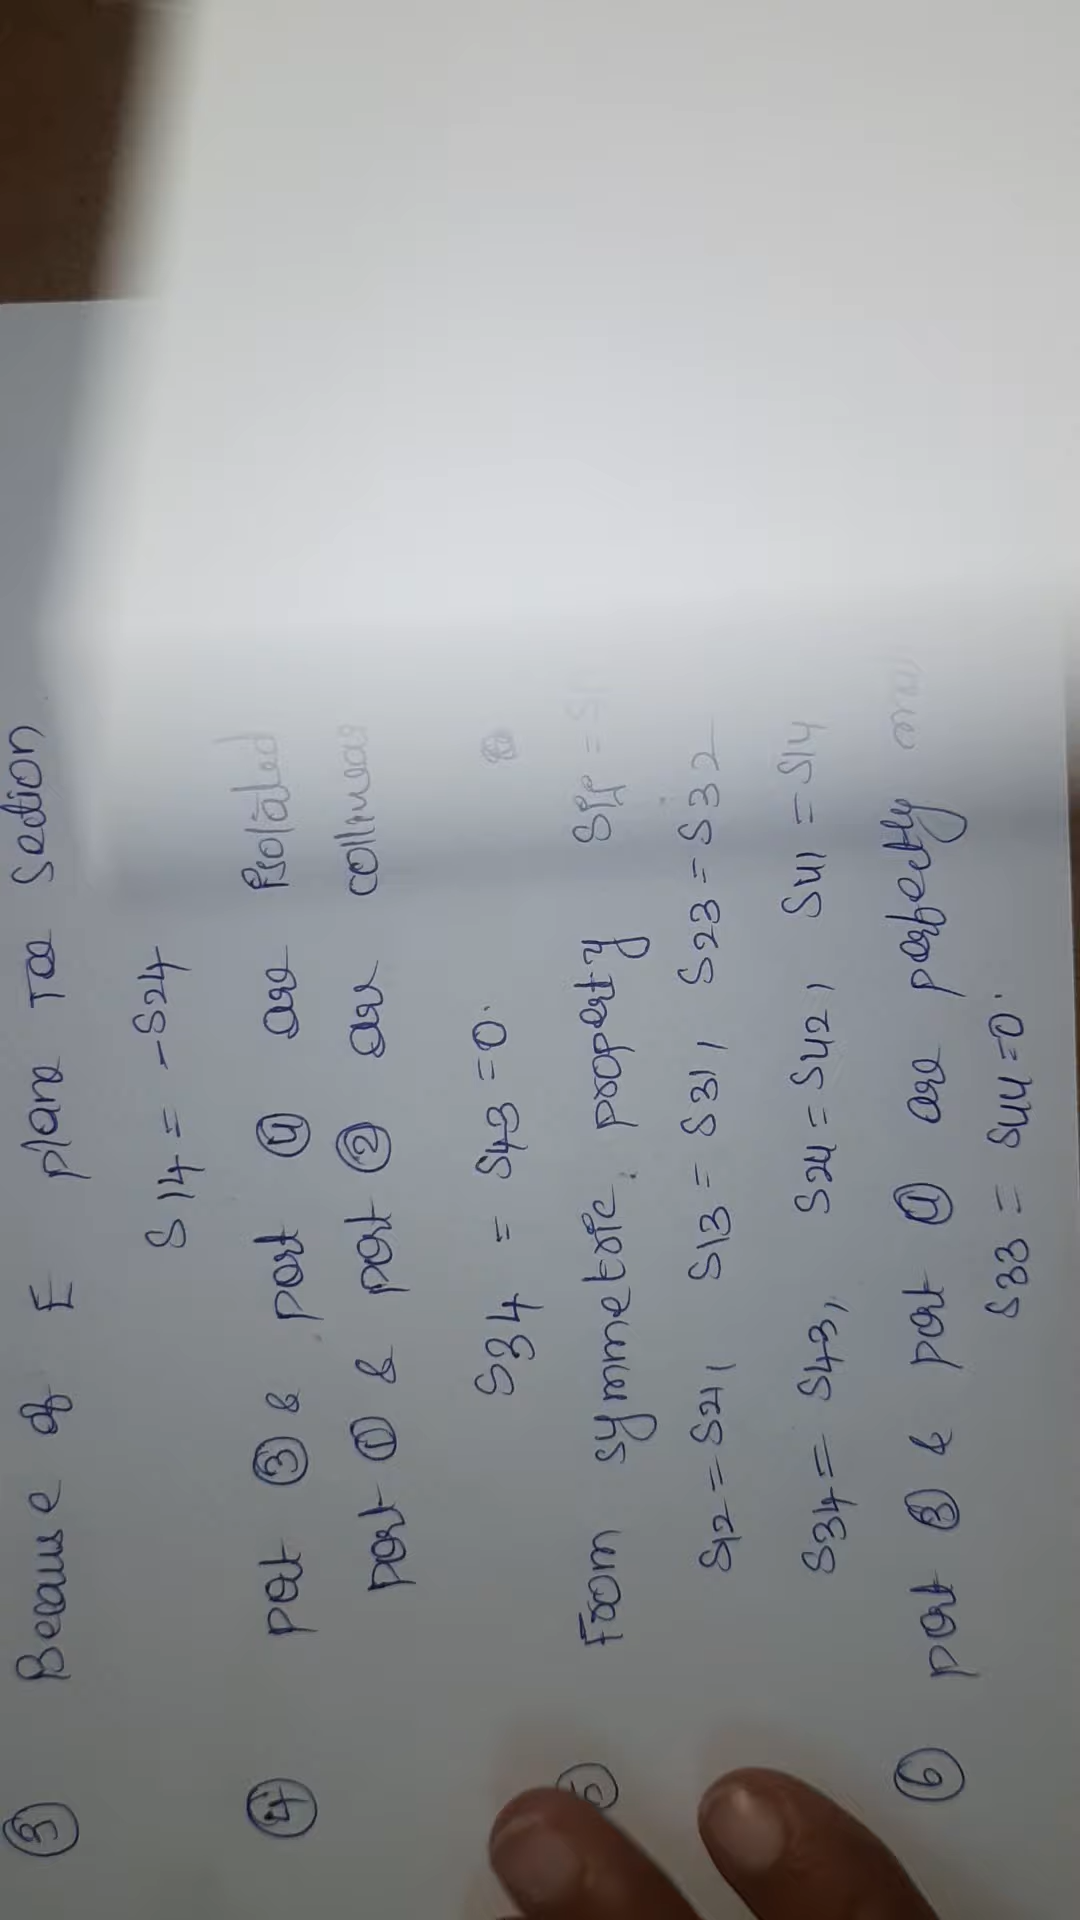 ③ Because of E plane Tee section
S14 = -S24
④ port ③ & port ④ are Isolated
port ① & port ② are collinear
S34 = S43 = 0.
⑤ From symmetric property Sij = S
S12 = S21, S13 = S31, S23 = S32
S34 = S43, S24 = S42, S41 = S14
⑥ port ③ & port ④ are perfectly
S33 = S44 = 0.